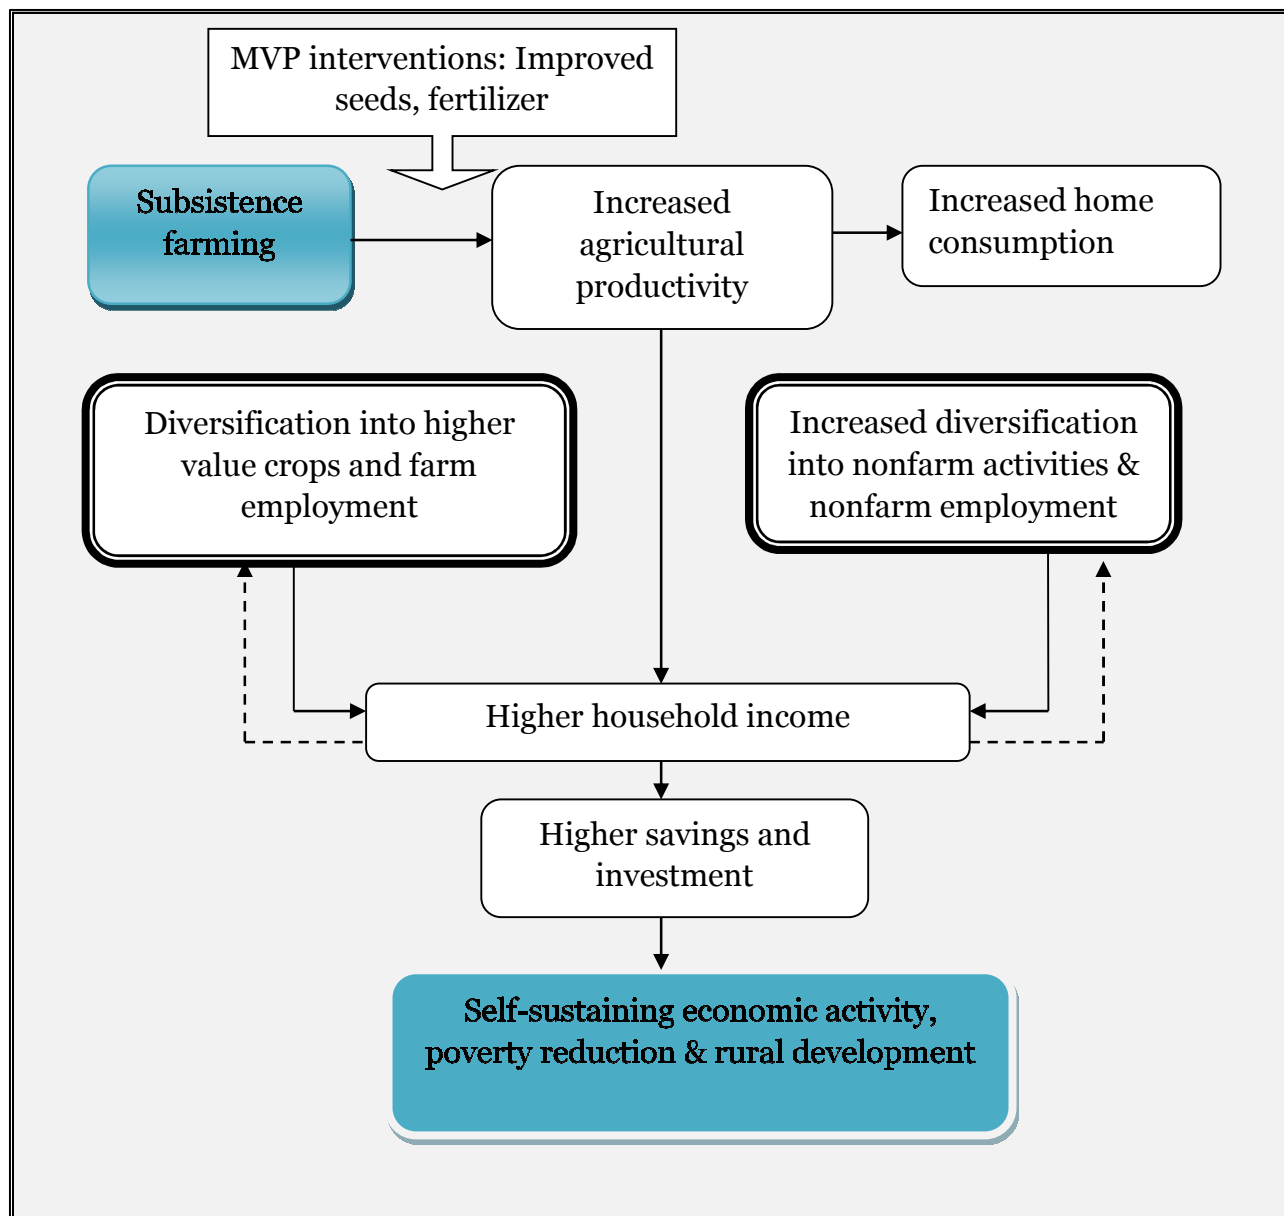 MVP interventions: Improved
seeds, fertilizer
Subsistence
farming
Increased
agricultural
productivity
Increased home
consumption
Diversification into higher
value crops and farm
employment
Increased diversification
into nonfarm activities &
nonfarm employment
Higher household income
Higher savings and
investment
Self-sustaining economic activity,
poverty reduction & rural development